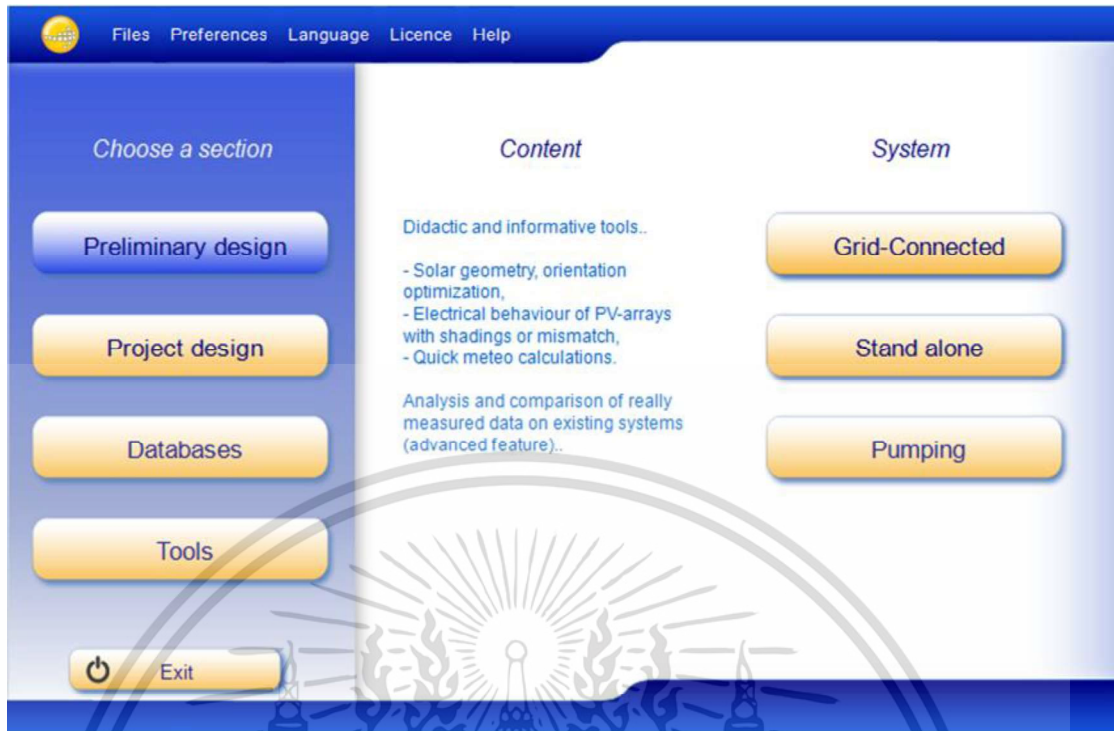 Files Preferences Language Licence Help
Choose a section
Preliminary design
Project design
Databases
Tools
Exit
Content
Didactic and informative tools..
- Solar geometry, orientation
optimization,
- Electrical behaviour of PV-arrays
with shadings or mismatch,
- Quick meteo calculations.
Analysis and comparison of really
measured data on existing systems
(advanced feature)..
System
Grid-Connected
Stand alone
Pumping